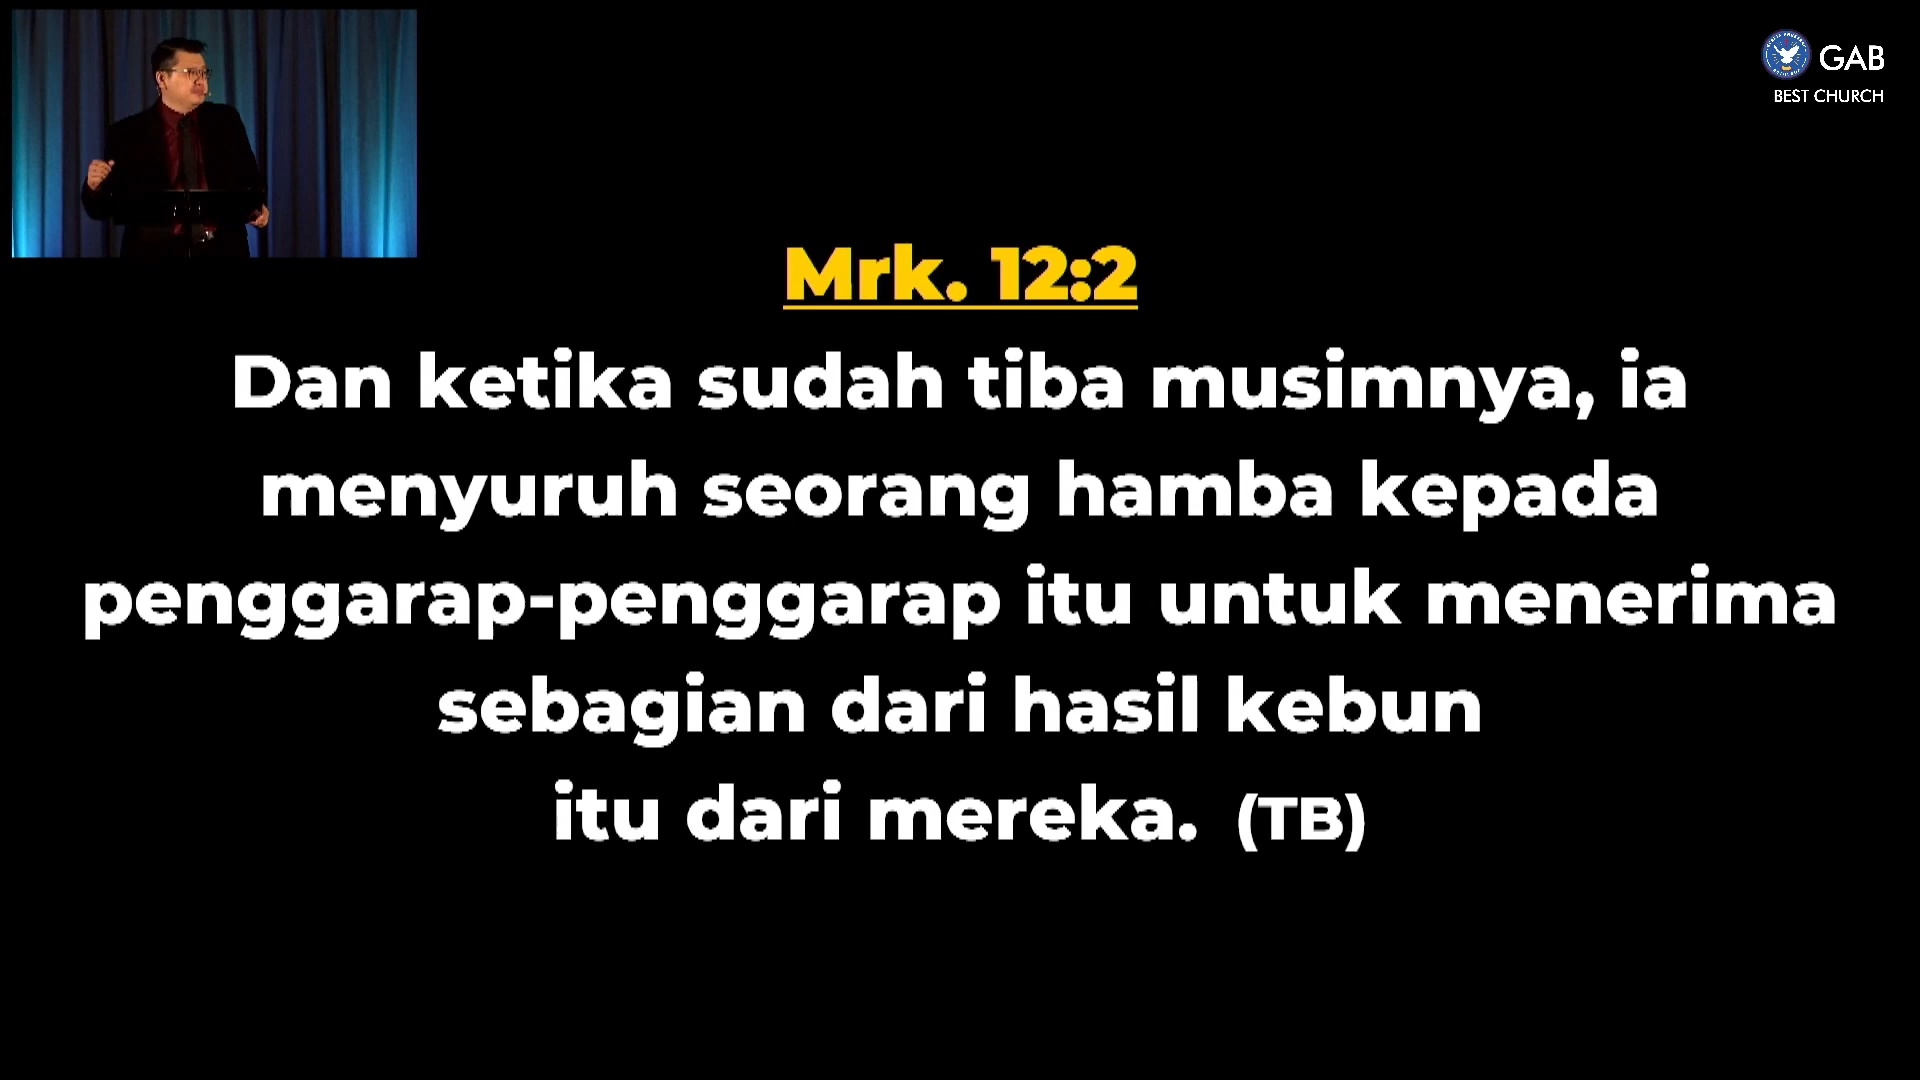 GAB
BEST CHURCH
Mrk. 12:2
Dan ketika sudah tiba musimnya, ia
menyuruh seorang hamba kepada
penggarap-penggarap itu untuk menerima
sebagian dari hasil kebun
itu dari mereka. (TB)